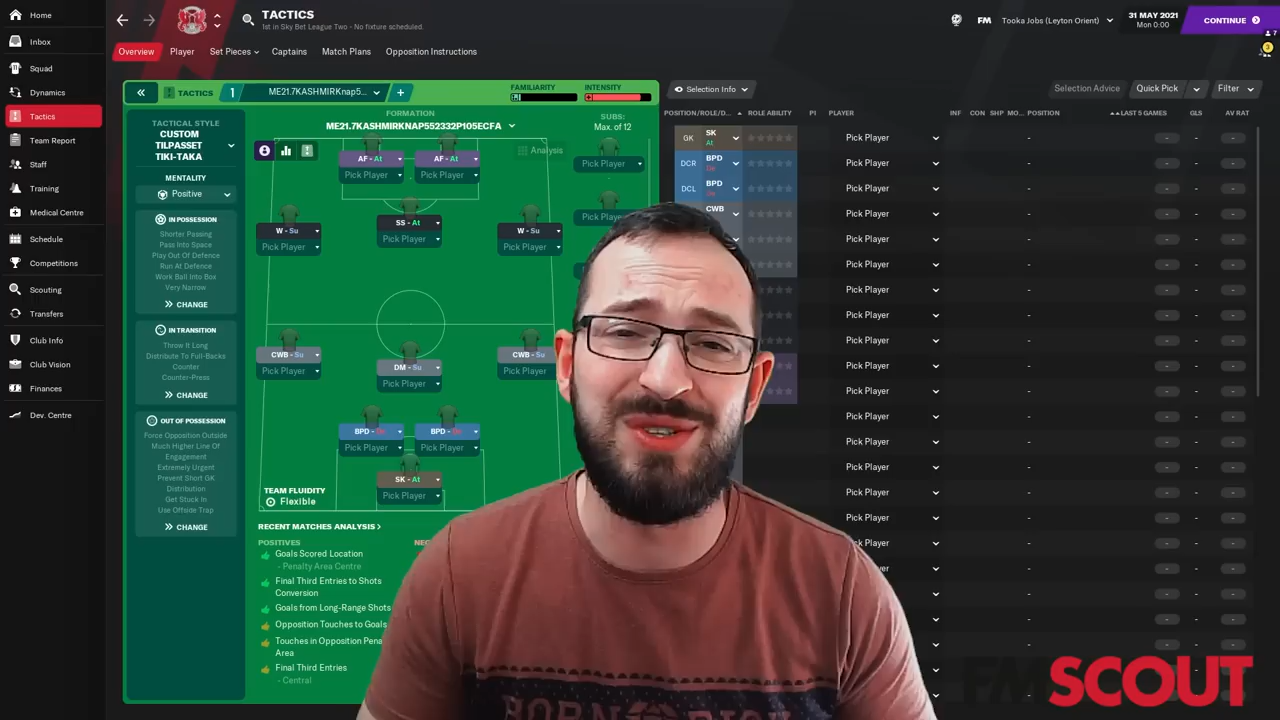 Home
Inbox
Squad
Dynamics
Tactics
Team Report
Staff
Training
Medical Centre
Schedule
Competitions
Scouting
Transfers
Club Info
Club Vision
Finances
Dev. Centre
TACTICS
1st in Sky Bet League Two - No fixture scheduled.
FM
Tooka Jobs (Leyton Orient)
31 MAY 2021
Mon 0:00
CONTINUE
7
2
Overview
Player
Set Pieces
Captains
Match Plans
Opposition Instructions
TACTICS
1
ME21.7KASHMIRKnap5...
FAMILIARITY
INTENSITY
TACTICAL STYLE
CUSTOM
TILPASSET
TIKI-TAKA
MENTALITY
Positive
IN POSSESSION
Shorter Passing
Pass Into Space
Play Out Of Defence
Run At Defence
Work Ball Into Box
Very Narrow
CHANGE
IN TRANSITION
Throw It Long
Distribute To Full-Backs
Counter
Counter-Press
CHANGE
OUT OF POSSESSION
Force Opposition Outside
Much Higher Line Of
Engagement
Extremely Urgent
Prevent Short GK
Distribution
Get Stuck In
Use Offside Trap
CHANGE
FORMATION
ME21.7KASHMIRKNAP552332P105ECFA
SUBS:
Max. of 12
Analysis
AF - At
AF - At
Pick Player
Pick Player
Pick Player
Pick Player
W - Su
SS - At
W - Su
Pick Player
Pick Player
Pick Player
CWB - Su
DM - Su
CWB - Su
Pick Player
Pick Player
Pick Player
BPD - De
BPD - De
Pick Player
Pick Player
SK - At
Pick Player
TEAM FLUIDITY
Flexible
RECENT MATCHES ANALYSIS
POSITIVES
Goals Scored Location
- Penalty Area Centre
Final Third Entries to Shots
Conversion
Goals from Long-Range Shots
Opposition Touches to Goals
Touches in Opposition
Area
Final Third Entries
- Central
Selection Info
Selection Advice
Quick Pick
Filter
POSITION/ROLE/D...
ROLE ABILITY
PI
PLAYER
INF
CON
SHP
MO...
POSITION
LAST 5 GAMES
GLS
AV RAT
GK
SK
At
Pick Player
DCR
BPD
De
Pick Player
DCL
BPD
De
Pick Player
CWB
Pick Player
Pick Player
Pick Player
Pick Player
Pick Player
Pick Player
Pick Player
Pick Player
Pick Player
Pick Player
Pick Player
Pick Player
Pick Player
Pick Player
FMSCOUT